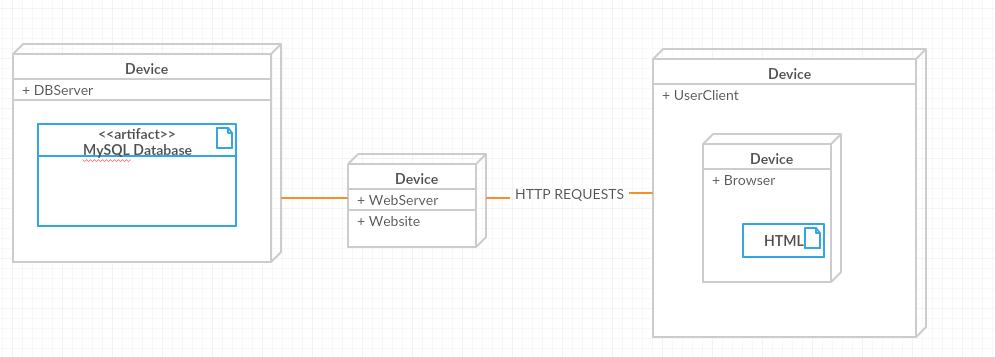 Device
+ DBServer
<<artifact>>
MySQL Database
Device
+ WebServer
+ Website
HTTP REQUESTS
Device
+ UserClient
Device
+ Browser
HTML